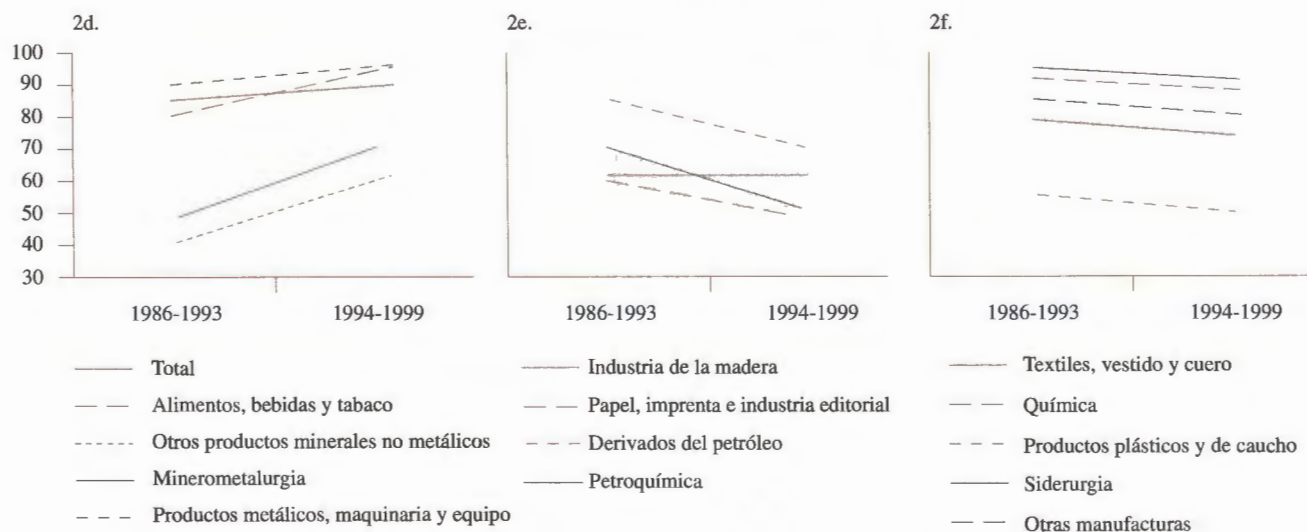 2d.
100
90
80
70
60
50
40
30
1986-1993 1994-1999
Total
Alimentos, bebidas y tabaco
Otros productos minerales no metálicos
Minerometalurgia
Productos metálicos, maquinaria y equipo
2e.
1986-1993 1994-1999
Industria de la madera
Papel, imprenta e industria editorial
Derivados del petróleo
Petroquímica
2f.
1986-1993 1994-1999
Textiles, vestido y cuero
Química
Productos plásticos y de caucho
Siderurgia
Otras manufacturas